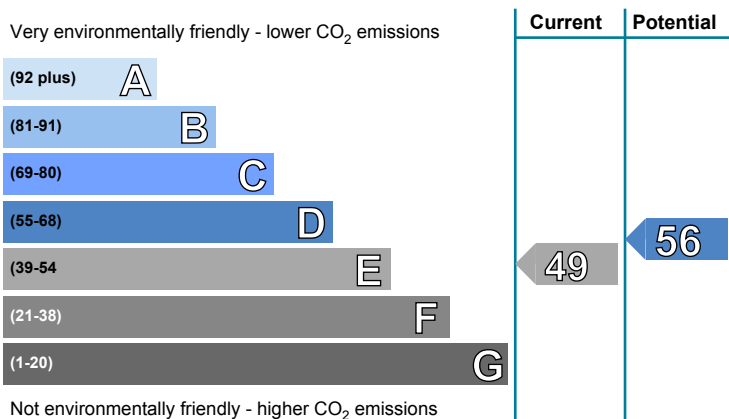 Current Potential
Very environmentally friendly - lower CO₂ emissions
(92 plus) A
(81-91) B
(69-80) C
(55-68) D
56
(39-54 E
49
(21-38) F
(1-20) G
Not environmentally friendly - higher CO₂ emissions